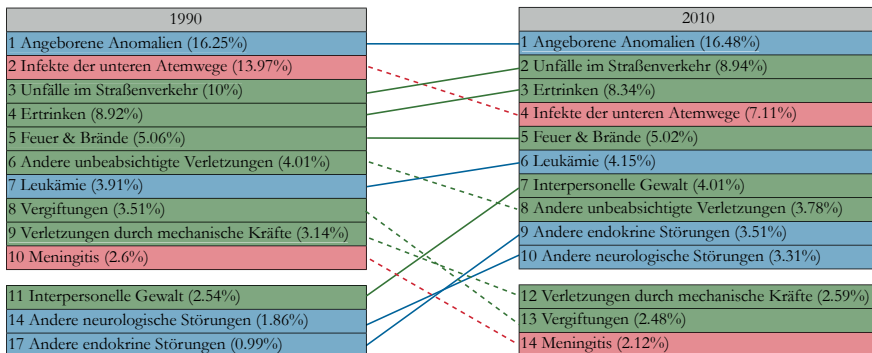 1990
1 Angeborene Anomalien (16.25%)
2 Infekte der unteren Atemwege (13.97%)
3 Unfälle im Straßenverkehr (10%)
4 Ertrinken (8.92%)
5 Feuer & Brände (5.06%)
6 Andere unbeabsichtigte Verletzungen (4.01%)
7 Leukämie (3.91%)
8 Vergiftungen (3.51%)
9 Verletzungen durch mechanische Kräfte (3.14%)
10 Meningitis (2.6%)
11 Interpersonelle Gewalt (2.54%)
14 Andere neurologische Störungen (1.86%)
17 Andere endokrine Störungen (0.99%)
2010
1 Angeborene Anomalien (16.48%)
2 Unfälle im Straßenverkehr (8.94%)
3 Ertrinken (8.34%)
4 Infekte der unteren Atemwege (7.11%)
5 Feuer & Brände (5.02%)
6 Leukämie (4.15%)
7 Interpersonelle Gewalt (4.01%)
8 Andere unbeabsichtigte Verletzungen (3.78%)
9 Andere endokrine Störungen (3.51%)
10 Andere neurologische Störungen (3.31%)
12 Verletzungen durch mechanische Kräfte (2.59%)
13 Vergiftungen (2.48%)
14 Meningitis (2.12%)